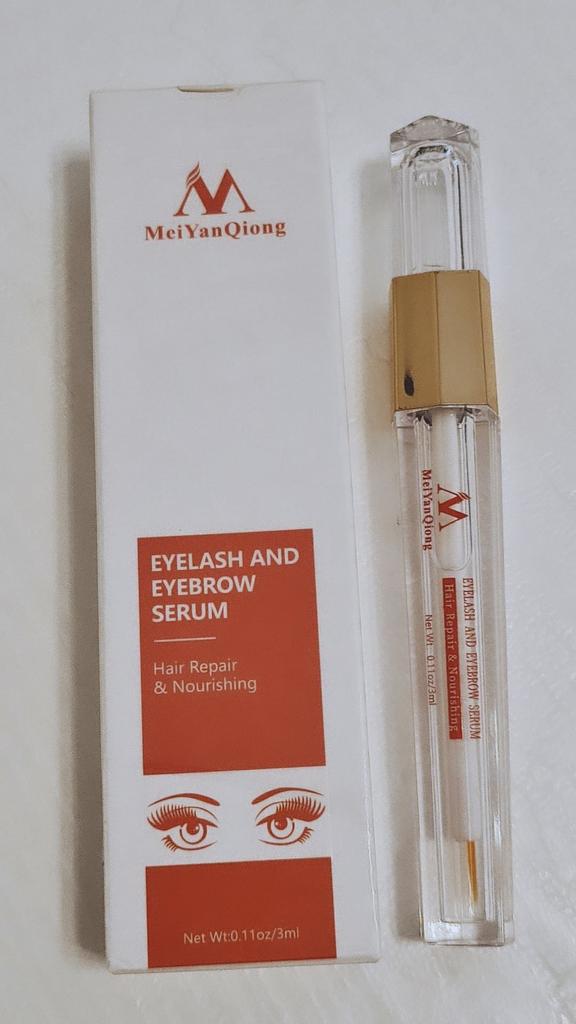 MeiYanQiong
EYELASH AND
EYEBROW
SERUM
Hair Repair
& Nourishing
Net Wt:0.11oz/3ml
MeiYanQiong
EYELASH AND EYEBROW SERUM
Hair Repair & Nourishing
Net Wt: 0.11oz/3ml